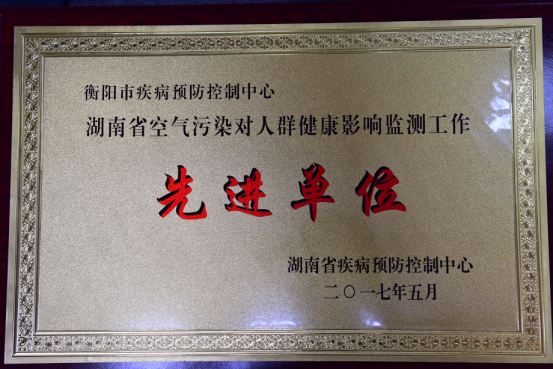 衡阳市疾病预防控制中心
湖南省空气污染对人群健康影响监测工作
先进单位
湖南省疾病预防控制中心
二〇一七年五月